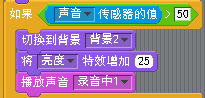 如果 声音 传感器的值 > 50
切换到背景 背景2
将 亮度 特效增加 25
播放声音 录音中1